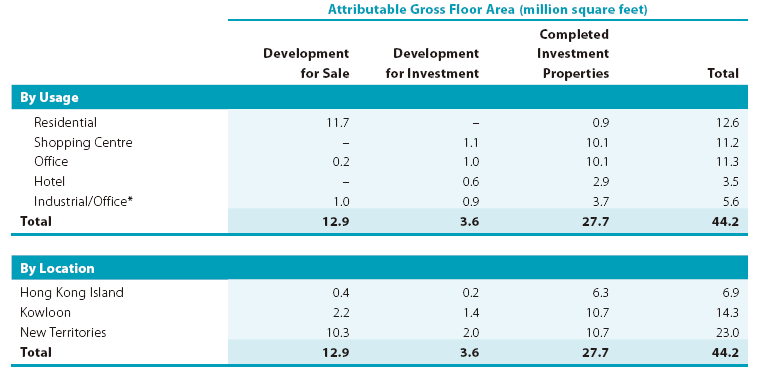 Attributable Gross Floor Area (million square feet)
Development for Sale Development for Investment Completed Investment Properties Total
By Usage
Residential 11.7 – 0.9 12.6
Shopping Centre – 1.1 10.1 11.2
Office 0.2 1.0 10.1 11.3
Hotel – 0.6 2.9 3.5
Industrial/Office* 1.0 0.9 3.7 5.6
Total 12.9 3.6 27.7 44.2
By Location
Hong Kong Island 0.4 0.2 6.3 6.9
Kowloon 2.2 1.4 10.7 14.3
New Territories 10.3 2.0 10.7 23.0
Total 12.9 3.6 27.7 44.2